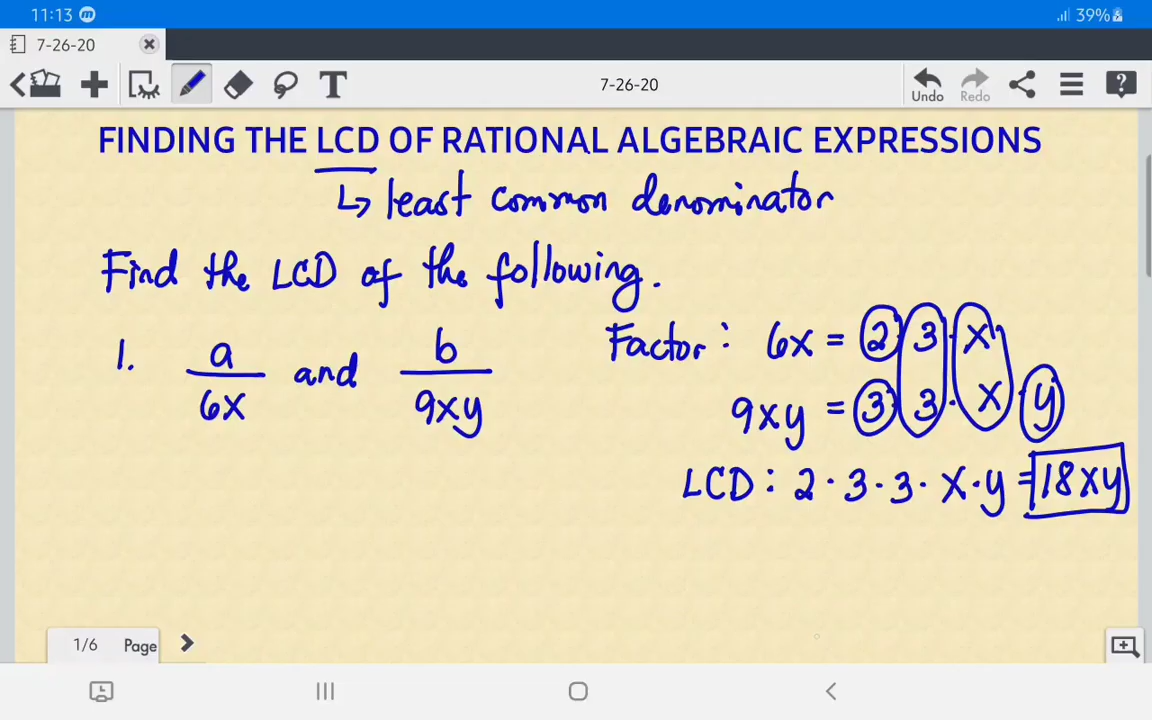 11:13 39%
7-26-20
T 7-26-20 Undo Redo
FINDING THE LCD OF RATIONAL ALGEBRAIC EXPRESSIONS
↳ least common denominator
Find the LCD of the following.
1. a/6x and b/9xy
Factor: 6x = 2 · 3 · x
9xy = 3 · 3 · x · y
LCD: 2 · 3 · 3 · x · y = 18xy
1/6 Page